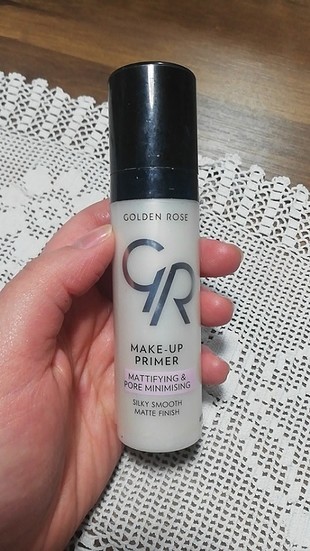 GOLDEN ROSE
GR
MAKE-UP
PRIMER
MATTIFYING &
PORE MINIMISING
SILKY SMOOTH
MATTE FINISH